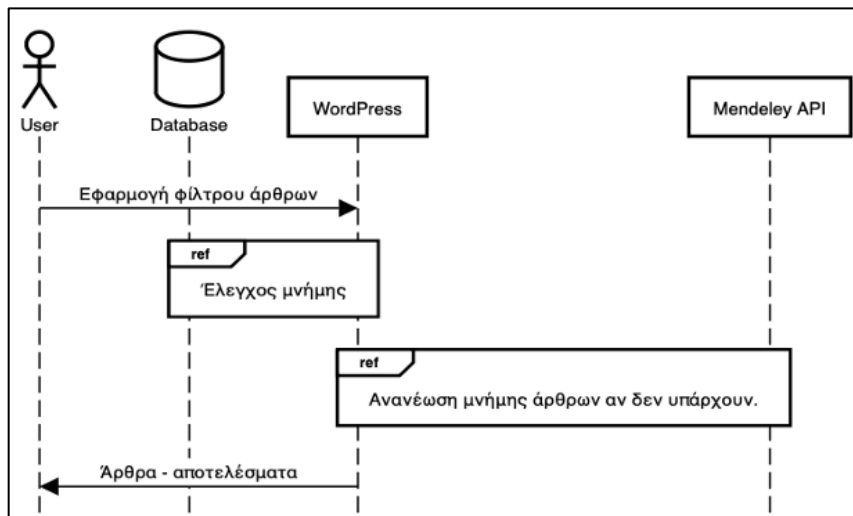 User
Database
WordPress
Mendeley API
Εφαρμογή φίλτρου άρθρων
ref
Έλεγχος μνήμης
ref
Ανανέωση μνήμης άρθρων αν δεν υπάρχουν.
Άρθρα - αποτελέσματα